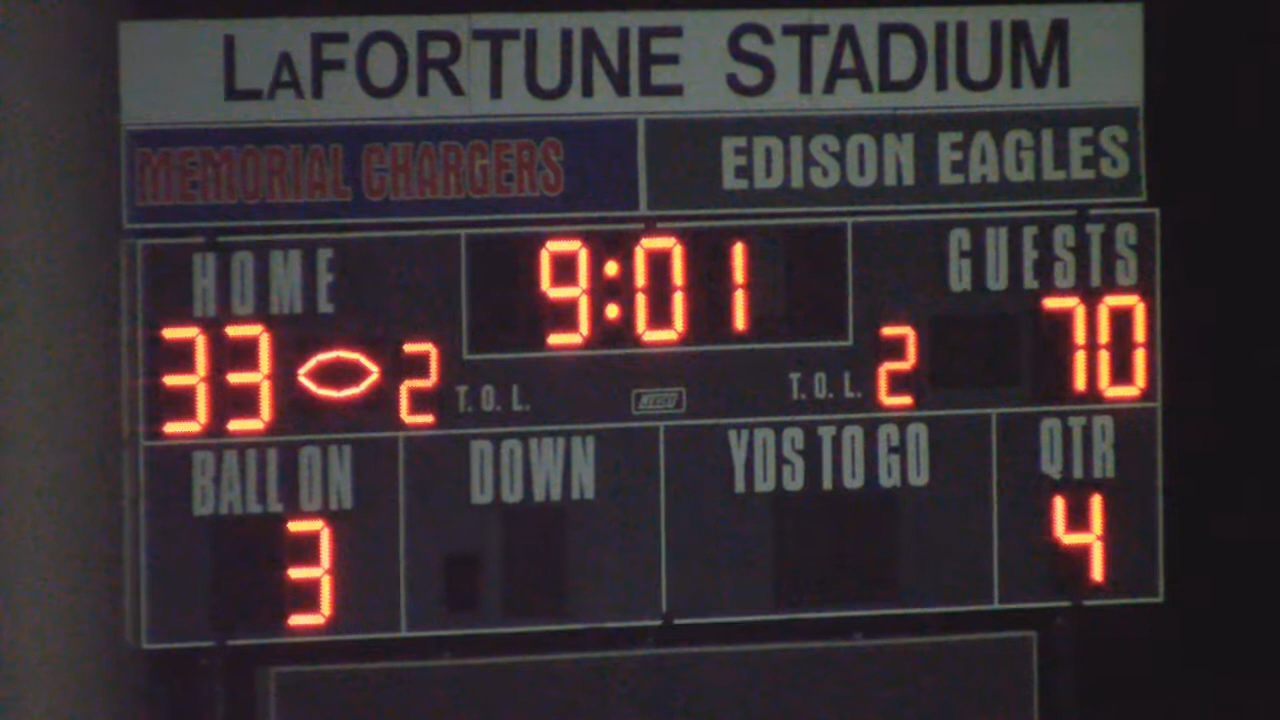 LAFORTUNE STADIUM
MEMORIAL CHARGERS
EDISON EAGLES
HOME
9:01
GUESTS
33 2 T. O. L.
T. O. L. 2 70
BALL ON
DOWN
YDS TO GO
QTR
3
4